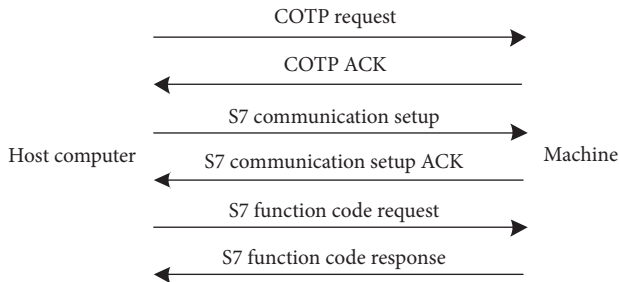 COTP request
COTP ACK
S7 communication setup
Host computer
Machine
S7 communication setup ACK
S7 function code request
S7 function code response